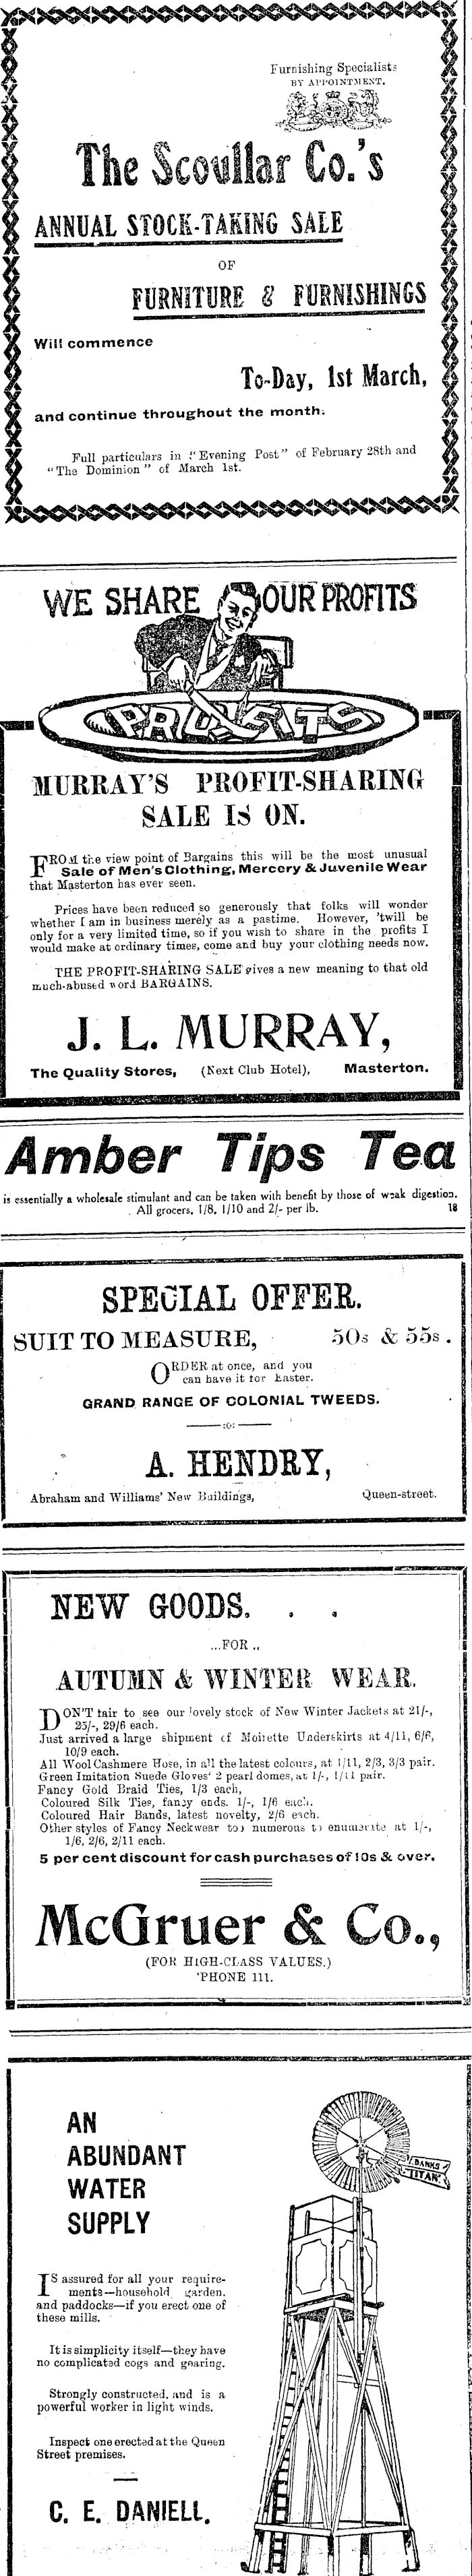 Furnishing Specialists
BY APPOINTMENT.
The Scoullar Co.'s
ANNUAL STOCK-TAKING SALE
OF
FURNITURE & FURNISHINGS
Will commence
To-Day, 1st March,
and continue throughout the month.
Full particulars in "Evening Post" of February 28th and
"The Dominion" of March 1st.
WE SHARE OUR PROFITS
PROFITS
MURRAY'S PROFIT-SHARING
SALE IS ON.
FROM the view point of Bargains this will be the most unusual
Sale of Men's Clothing, Mercery & Juvenile Wear
that Masterton has ever seen.
Prices have been reduced so generously that folks will wonder
whether I am in business merely as a pastime. However, 'twill be
only for a very limited time, so if you wish to share in the profits I
would make at ordinary times, come and buy your clothing needs now.
THE PROFIT-SHARING SALE gives a new meaning to that old
much-abused word BARGAINS.
J. L. MURRAY,
The Quality Stores, (Next Club Hotel), Masterton.
Amber Tips Tea
is essentially a wholesale stimulant and can be taken with benefit by those of weak digestion.
All grocers, 1/8, 1/10 and 2/- per lb. 18
SPECIAL OFFER.
SUIT TO MEASURE, 50s & 55s.
ORDER at once, and you
can have it for Easter.
GRAND RANGE OF COLONIAL TWEEDS.
:o:
A. HENDRY,
Abraham and Williams' New Buildings, Queen-street.
NEW GOODS. . .
...FOR ..
AUTUMN & WINTER WEAR.
DON'T fair to see our lovely stock of New Winter Jackets at 21/-,
25/-, 29/6 each.
Just arrived a large shipment of Moirette Underskirts at 4/11, 6/6,
10/9 each.
All Wool Cashmere Hose, in all the latest colours, at 1/11, 2/3, 3/3 pair.
Green Imitation Suede Gloves' 2 pearl domes, at 1/-, 1/11 pair.
Fancy Gold Braid Ties, 1/3 each,
Coloured Silk Ties, fancy ends. 1/-, 1/6 each.
Coloured Hair Bands, latest novelty, 2/6 each.
Other styles of Fancy Neckwear too numerous to enumerate at 1/-,
1/6, 2/6, 2/11 each.
5 per cent discount for cash purchases of 10s & over.
McGruer & Co.,
(FOR HIGH-CLASS VALUES.)
'PHONE 111.
AN
ABUNDANT
WATER
SUPPLY
BANKS
TITAN
IS assured for all your require-
ments—household garden.
and paddocks—if you erect one of
these mills.
It is simplicity itself—they have
no complicated cogs and gearing.
Strongly constructed, and is a
powerful worker in light winds.
Inspect one erected at the Queen
Street premises.
C. E. DANIELL.